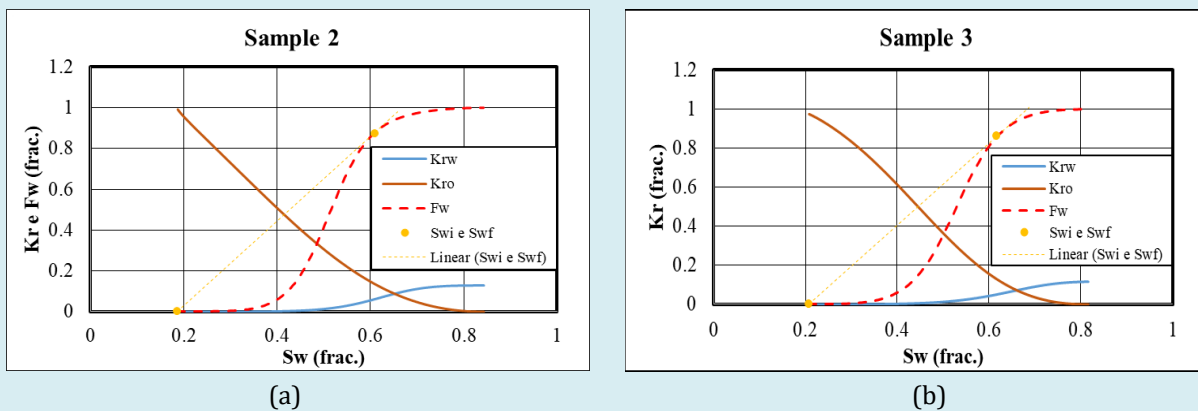 Sample 2
Kr e Fw (frac.)
1.2
1
0.8
0.6
0.4
0.2
0
0 0.2 0.4 0.6 0.8 1
Sw (frac.)
Krw
Kro
Fw
Swi e Swf
Linear (Swi e Swf)
(a)
Sample 3
Kr (frac.)
1.2
1
0.8
0.6
0.4
0.2
0
0 0.2 0.4 0.6 0.8 1
Sw (frac.)
Krw
Kro
Fw
Swi e Swf
Linear (Swi e Swf)
(b)